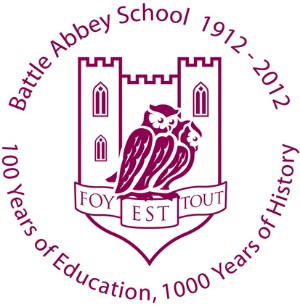 Battle Abbey School 1912 - 2012
FOY EST TOUT
100 Years of Education, 1000 Years of History